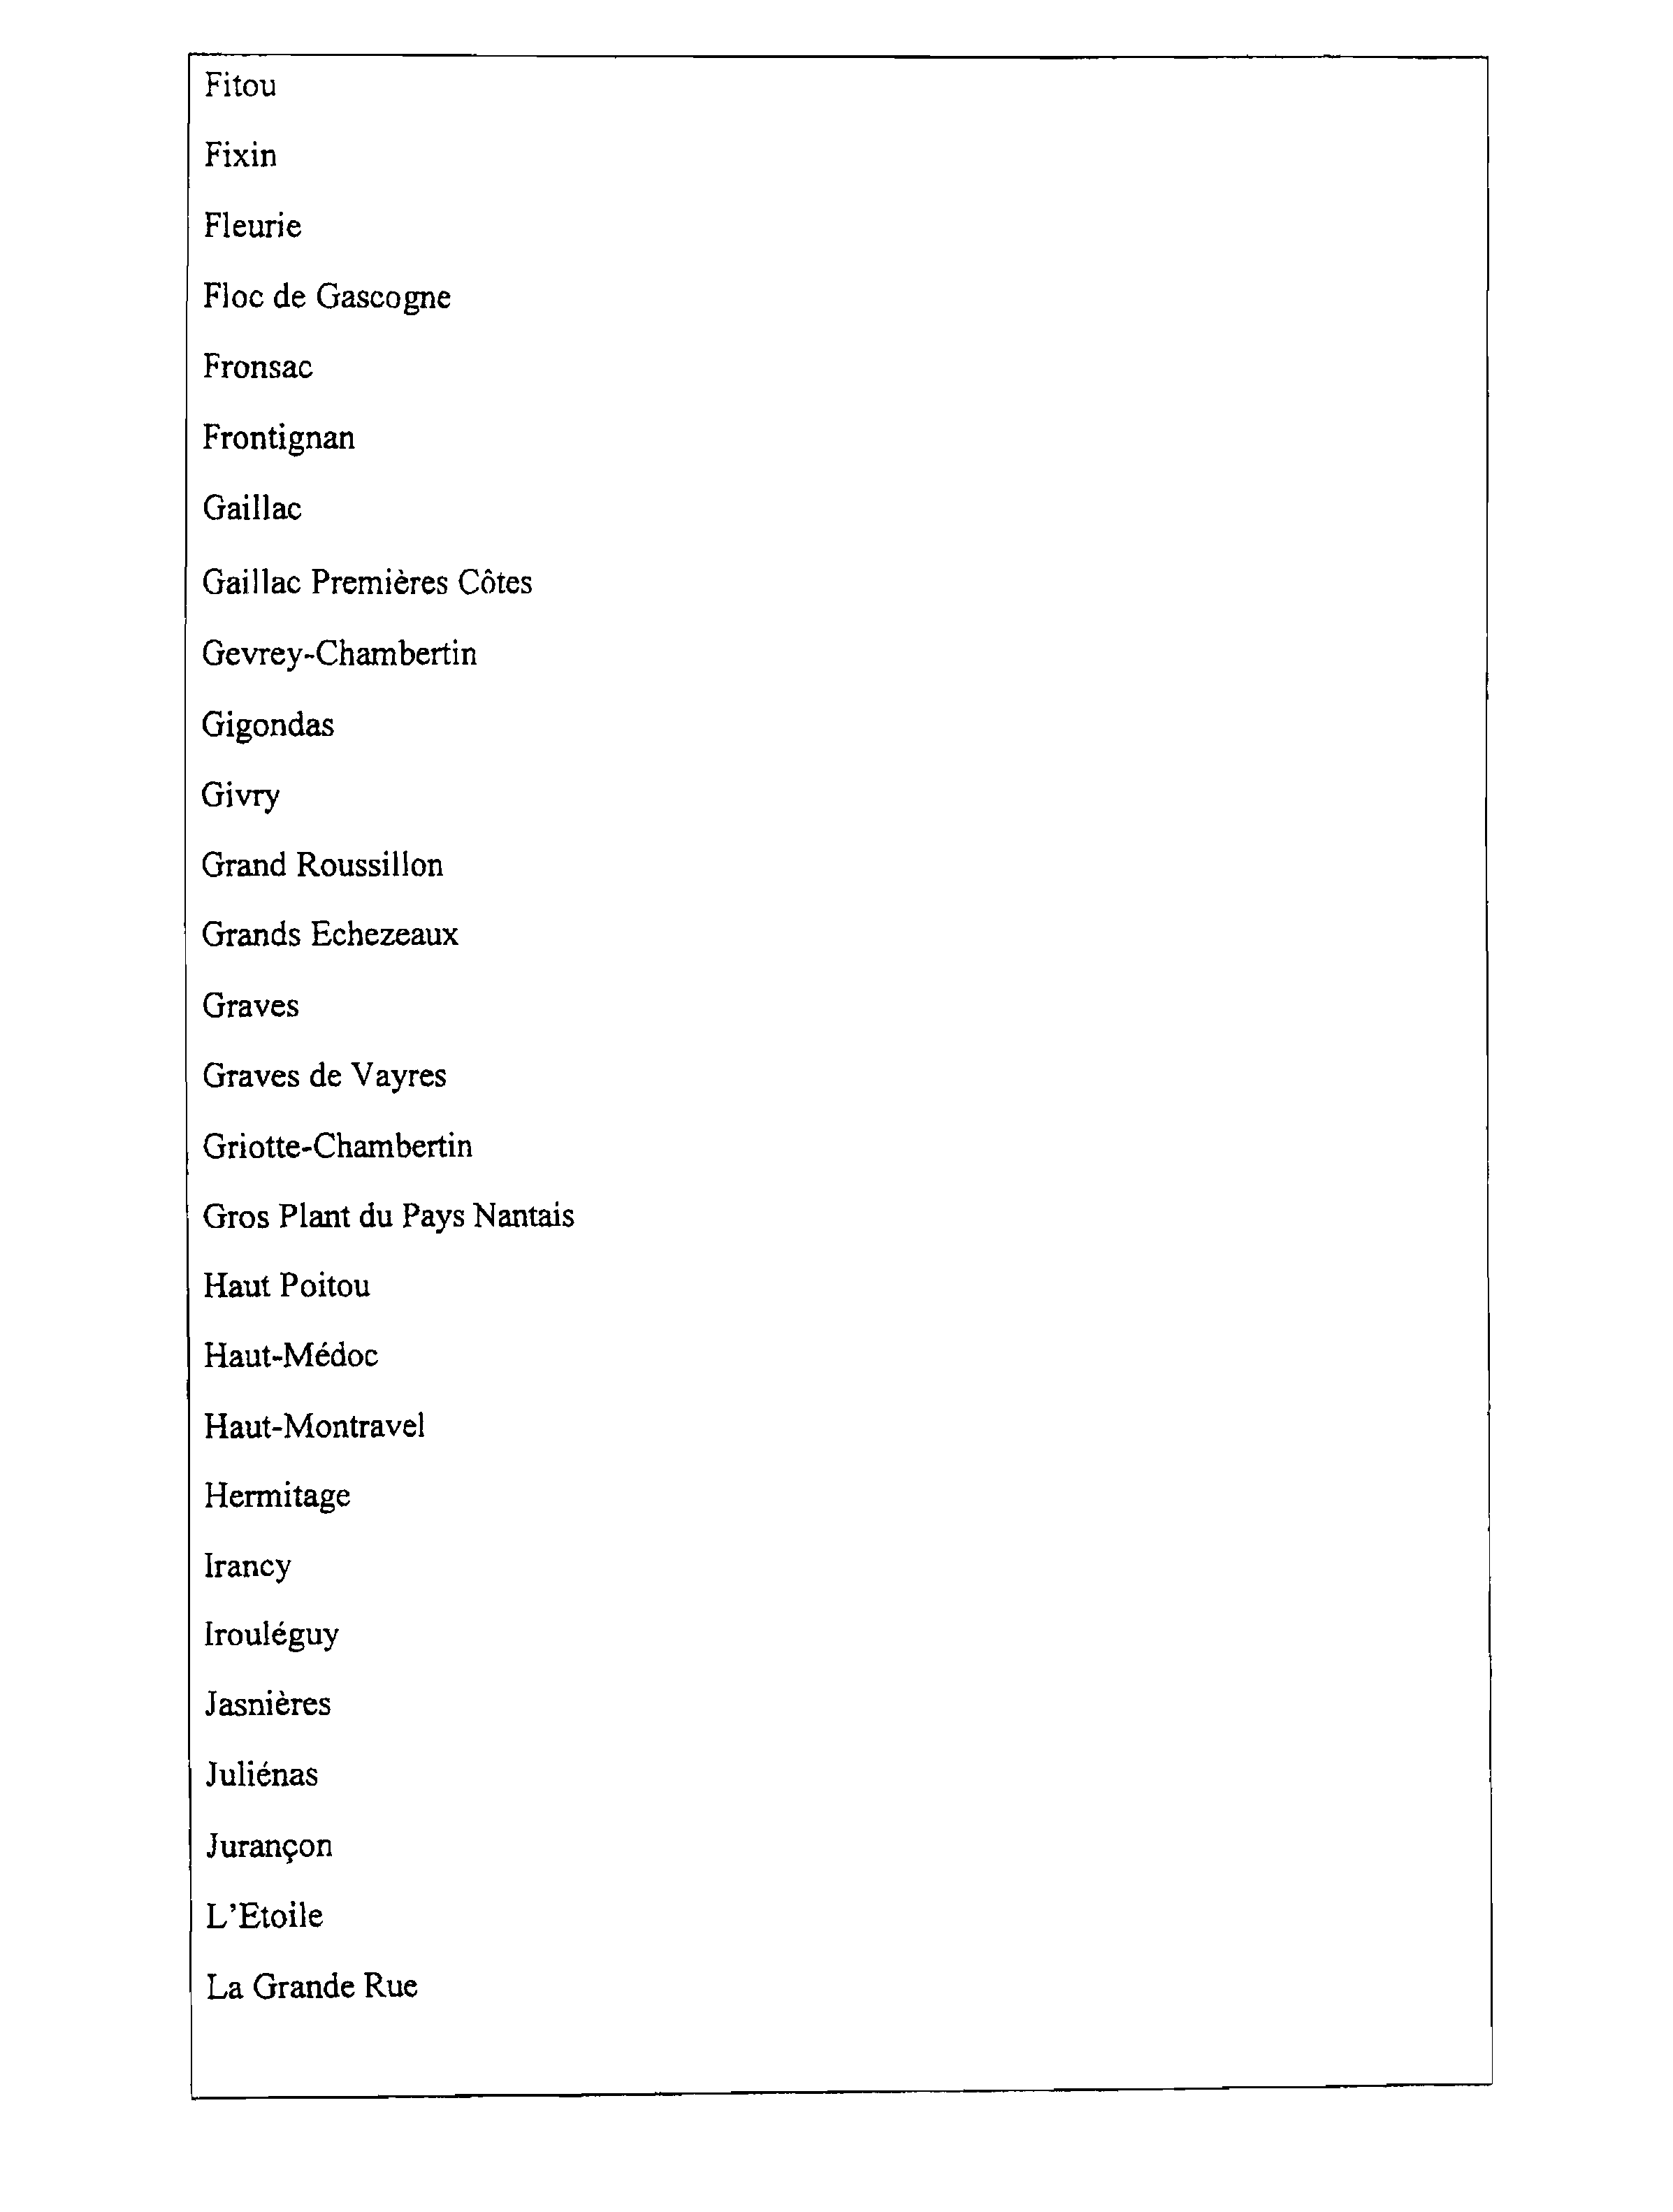 Fitou
Fixin
Fleurie
Floc de Gascogne
Fronsac
Frontignan
Gaillac
Gaillac Premières Côtes
Gevrey-Chambertin
Gigondas
Givry
Grand Roussillon
Grands Echezeaux
Graves
Graves de Vayres
Griotte-Chambertin
Gros Plant du Pays Nantais
Haut Poitou
Haut-Médoc
Haut-Montravel
Hermitage
Irancy
Irouléguy
Jasnières
Juliénas
Jurançon
L’Etoile
La Grande Rue